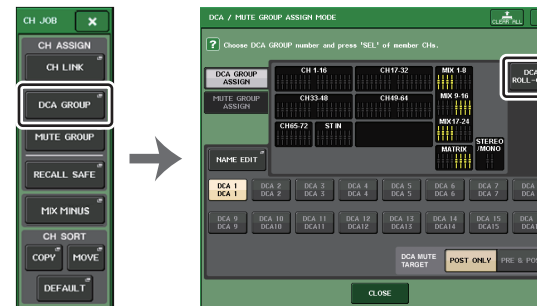 CH JOB
CH ASSIGN
CH LINK
DCA GROUP
MUTE GROUP
RECALL SAFE
MIX MINUS
CH SORT
COPY MOVE
DEFAULT
DCA / MUTE GROUP ASSIGN MODE
CLEAR ALL
? Choose DCA GROUP number and press 'SEL' of member CHs.
DCA GROUP
ASSIGN
MUTE GROUP
ASSIGN
NAME EDIT
CH 1-16 CH17-32 MIX 1-8
CH33-48 CH49-64 MIX 9-16
CH65-72 ST IN MIX17-24
MATRIX STEREO
/MONO
DCA
DCA 1 DCA 2 DCA 3 DCA 4 DCA 5 DCA 6 DCA 7 DCA
DCA 1 DCA 2 DCA 3 DCA 4 DCA 5 DCA 6 DCA 7 DCA
DCA 9 DCA 10 DCA 11 DCA 12 DCA 13 DCA 14 DCA 15 DCA
DCA 9 DCA10 DCA11 DCA12 DCA13 DCA14 DCA15
DCA MUTE
TARGET
POST ONLY PRE & POS
CLOSE